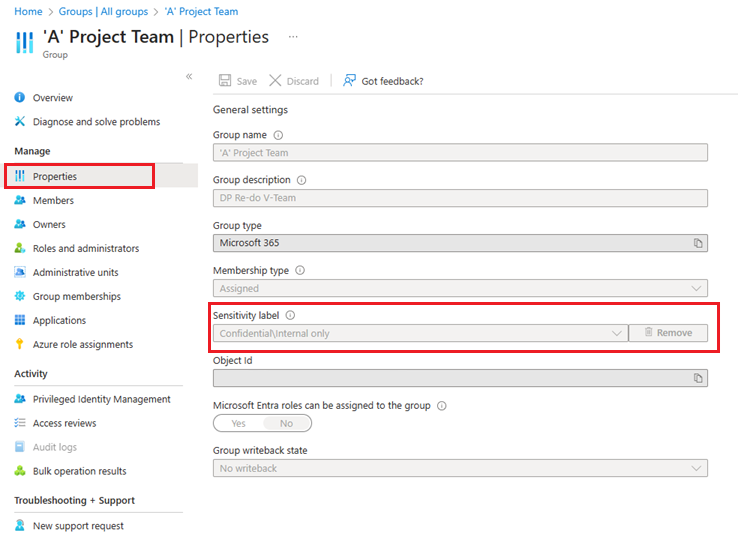 Home > Groups | All groups > 'A' Project Team
'A' Project Team | Properties ...
Group
«
Overview
Diagnose and solve problems
Manage
Properties
Members
Owners
Roles and administrators
Administrative units
Group memberships
Applications
Azure role assignments
Activity
Privileged Identity Management
Access reviews
Audit logs
Bulk operation results
Troubleshooting + Support
New support request
Save Discard Got feedback?
General settings
Group name
'A' Project Team
Group description
DP Re-do V-Team
Group type
Microsoft 365
Membership type
Assigned
Sensitivity label
Confidential\Internal only Remove
Object Id
Microsoft Entra roles can be assigned to the group
Yes No
Group writeback state
No writeback